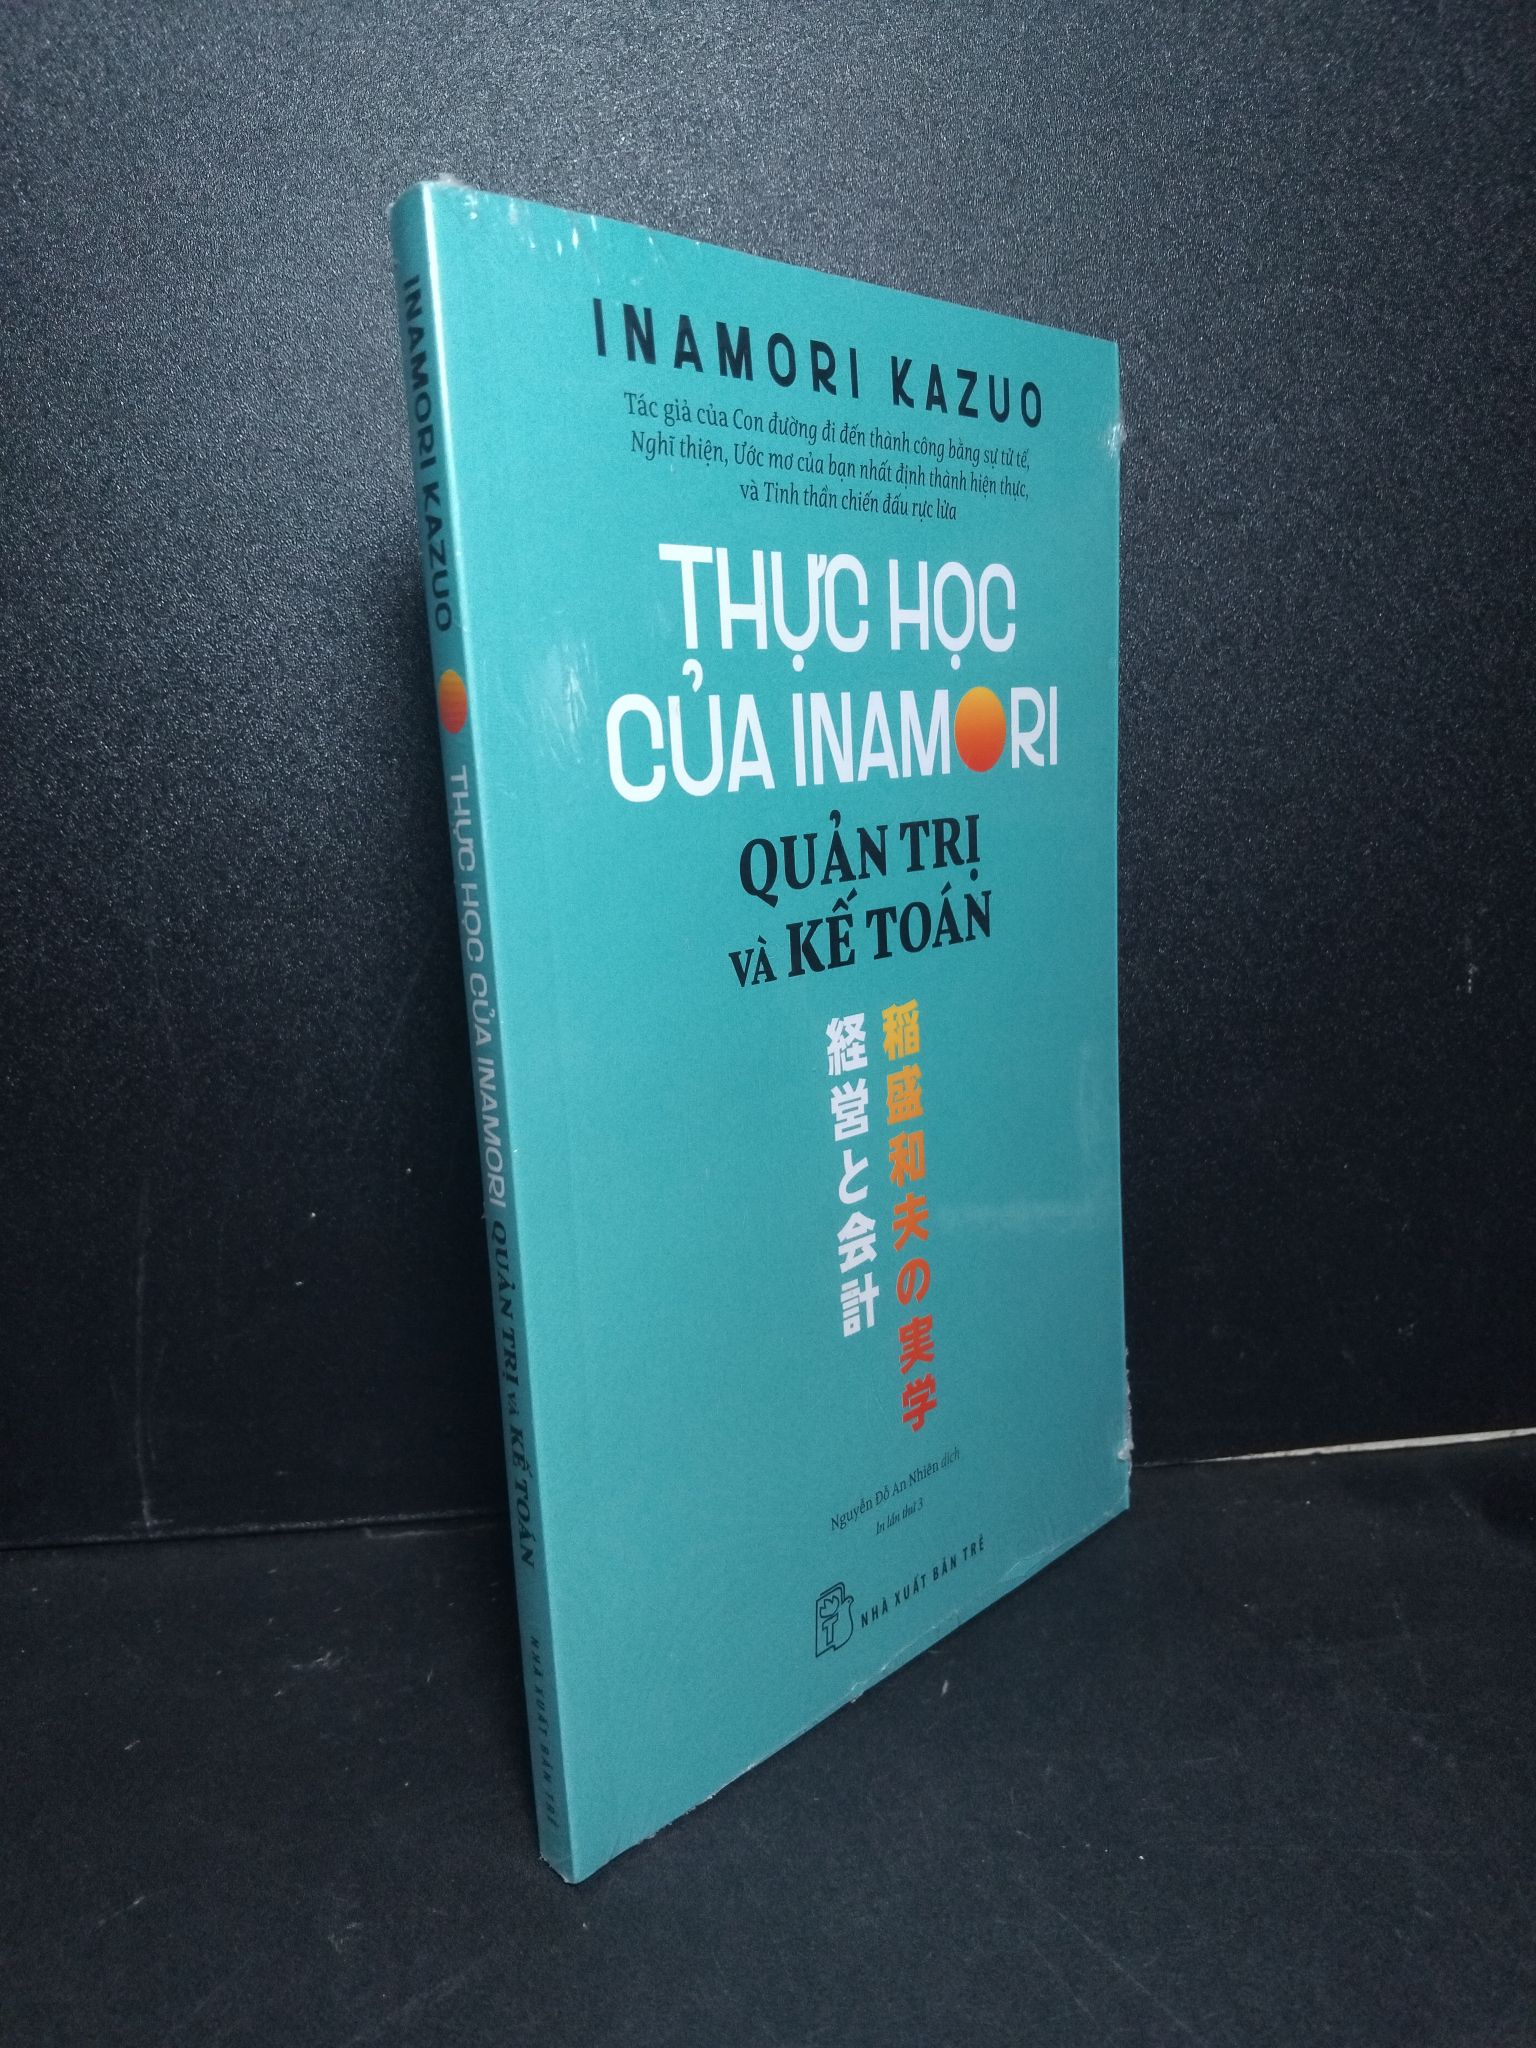 INAMORI KAZUO
Tác giả của Con đường đi đến thành công bằng sự tử tế,
Nghĩ thiện, Ước mơ của bạn nhất định thành hiện thực,
và Tinh thần chiến đấu rực lửa
THỰC HỌC
CỦA INAMORI
QUẢN TRỊ
VÀ KẾ TOÁN
稲盛和夫の実学
経営と会計
Nguyễn Đỗ An Nhiên dịch
In lần thứ 3
NHÀ XUẤT BẢN TRẺ
INAMORI KAZUO THỰC HỌC CỦA INAMORI QUẢN TRỊ VÀ KẾ TOÁN NHÀ XUẤT BẢN TRẺ